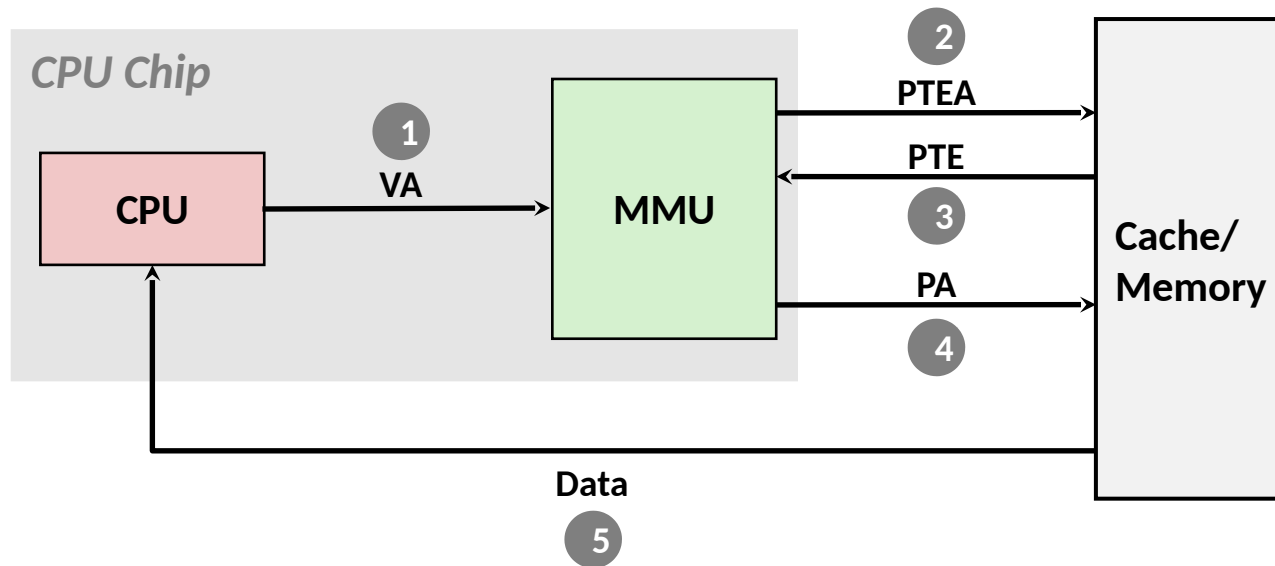 CPU Chip
2
PTEA
1
VA
CPU
MMU
PTE
3
Cache/
Memory
PA
4
Data
5